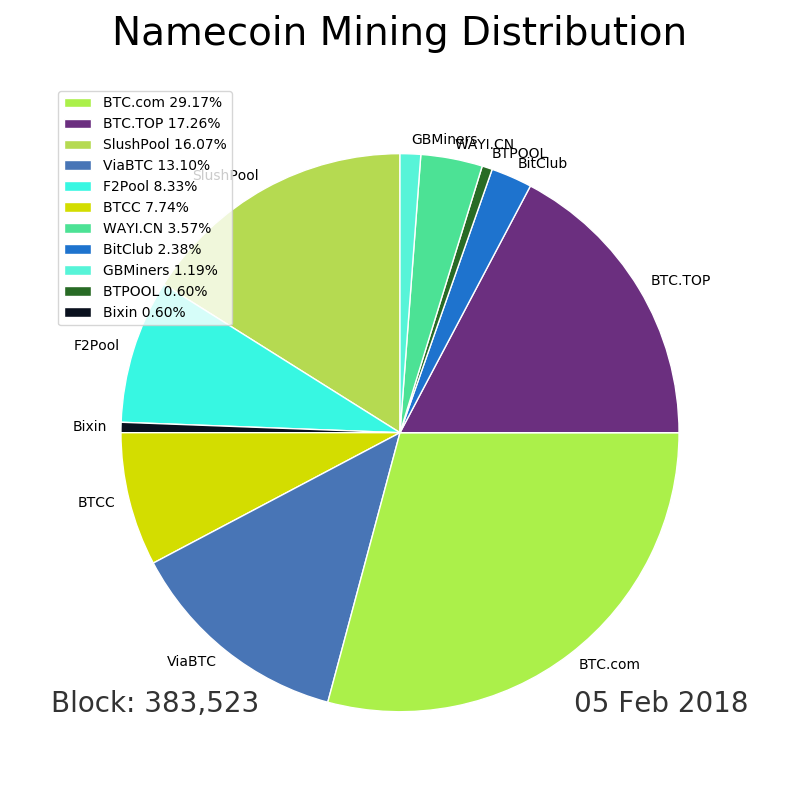 Namecoin Mining Distribution
BTC.com 29.17%
BTC.TOP 17.26%
SlushPool 16.07%
ViaBTC 13.10%
F2Pool 8.33%
BTCC 7.74%
WAYI.CN 3.57%
BitClub 2.38%
GBMiners 1.19%
BTPOOL 0.60%
Bixin 0.60%
GBMiners
WAYI.CN
BTPOOL
BitClub
SlushPool
BTC.TOP
F2Pool
Bixin
BTCC
ViaBTC
BTC.com
Block: 383,523
05 Feb 2018